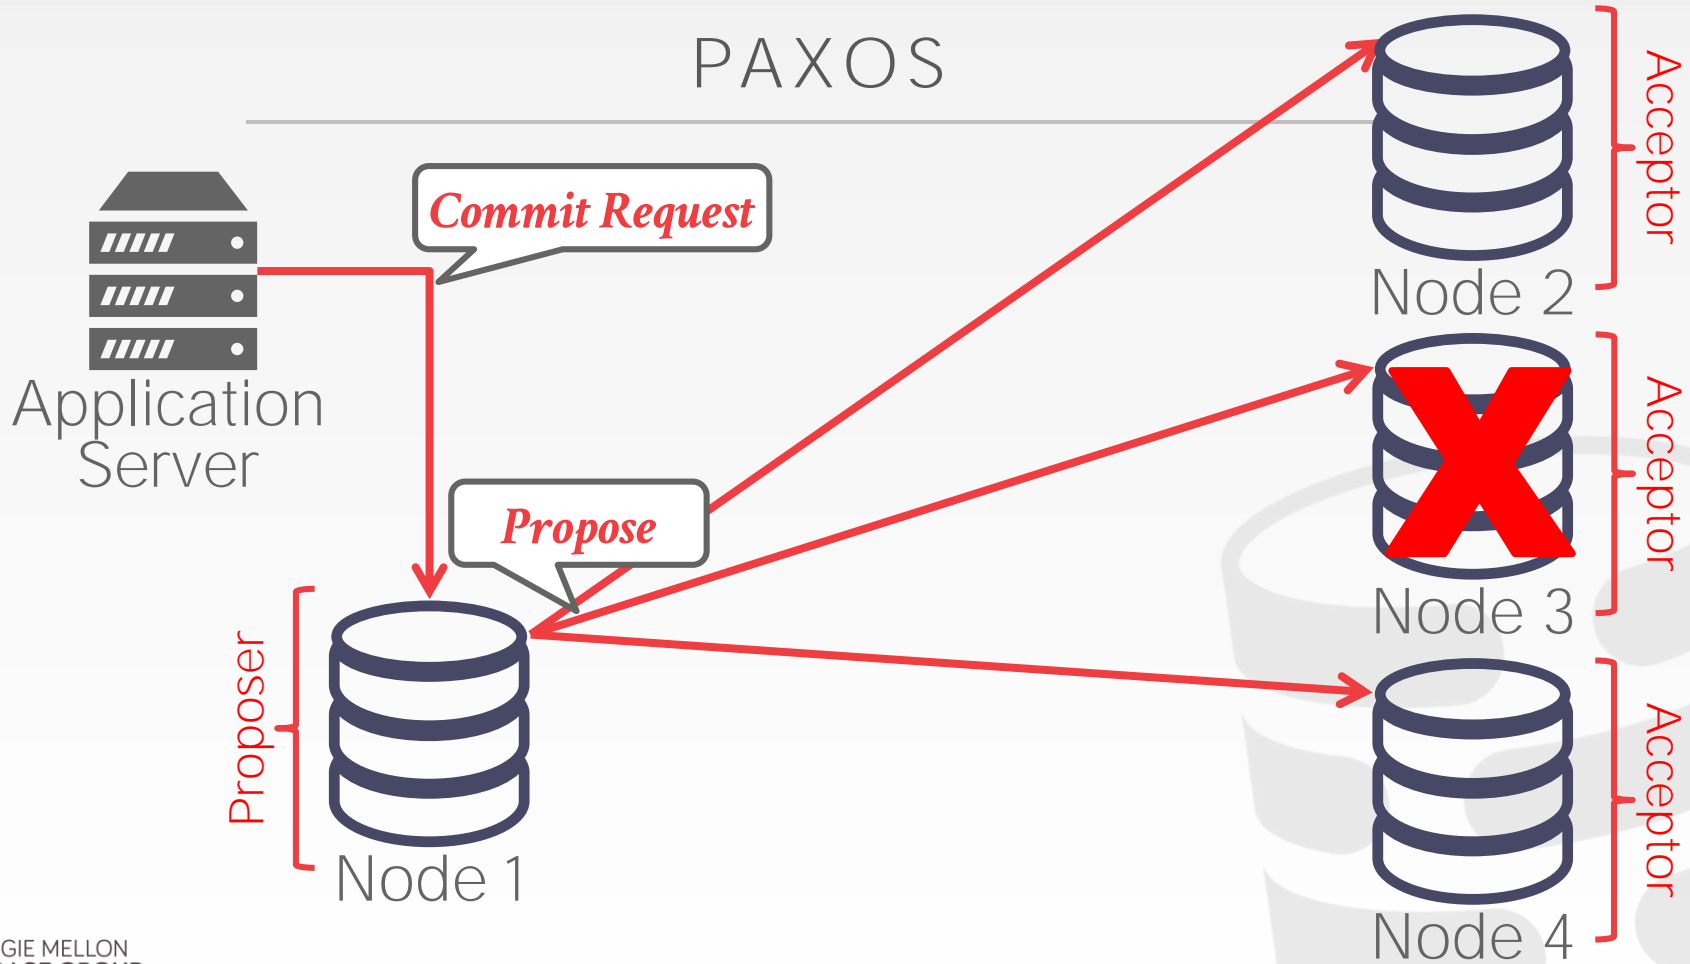 PAXOS
Commit Request
Application
Server
Propose
Proposer
Node 1
Acceptor
Node 2
Acceptor
Node 3
Acceptor
Node 4
GIE MELLON